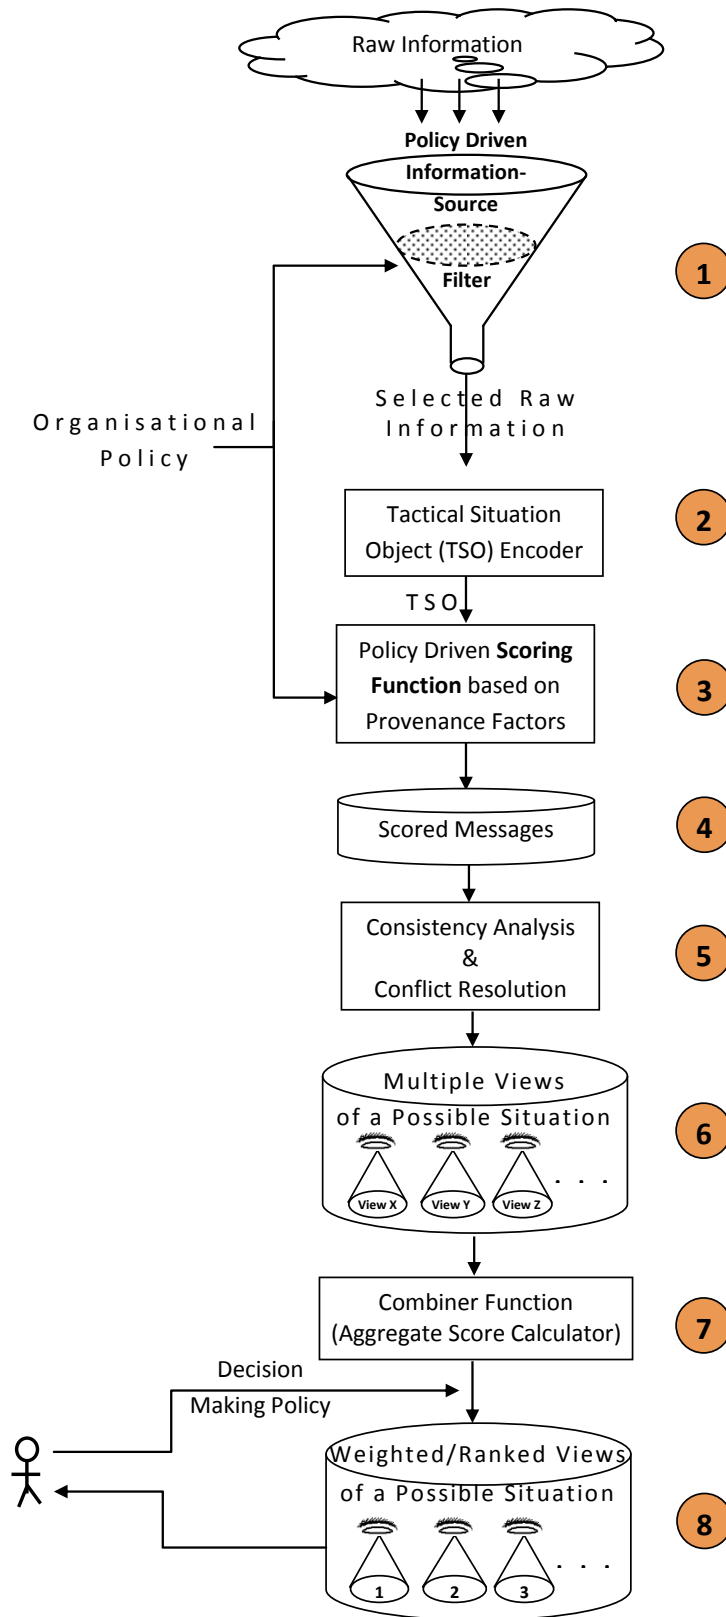 Raw Information
Policy Driven
Information-
Source
Filter
1
Selected Raw
Information
Organisational
Policy
Tactical Situation
Object (TSO) Encoder
2
TSO
Policy Driven Scoring
Function based on
Provenance Factors
3
Scored Messages
4
Consistency Analysis
&
Conflict Resolution
5
Multiple Views
of a Possible Situation
View X View Y View Z . . .
6
Combiner Function
(Aggregate Score Calculator)
7
Decision
Making Policy
Weighted/Ranked Views
of a Possible Situation
1 2 3 . . .
8